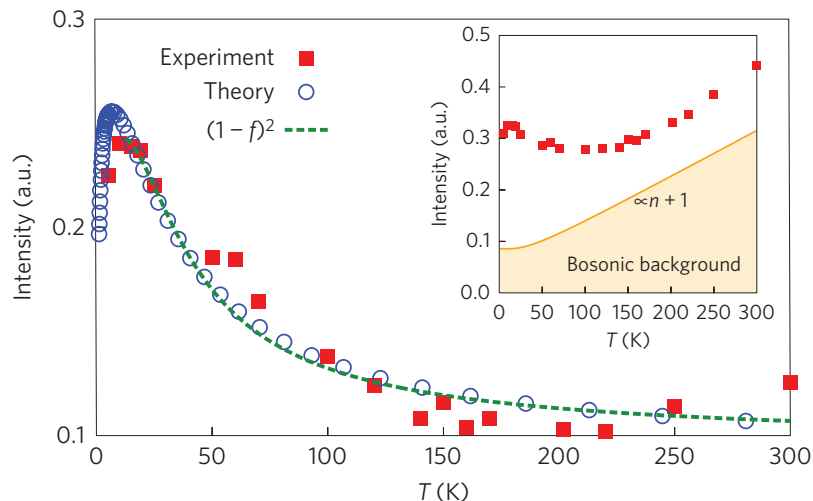 0.3
0.2
0.1
Intensity (a.u.)
Experiment
Theory
(1 – f)²
0 50 100 150 200 250 300
T (K)
0.5
0.4
0.3
0.2
0.1
0.0
Intensity (a.u.)
∝n + 1
Bosonic background
0 50 100 150 200 250 300
T (K)